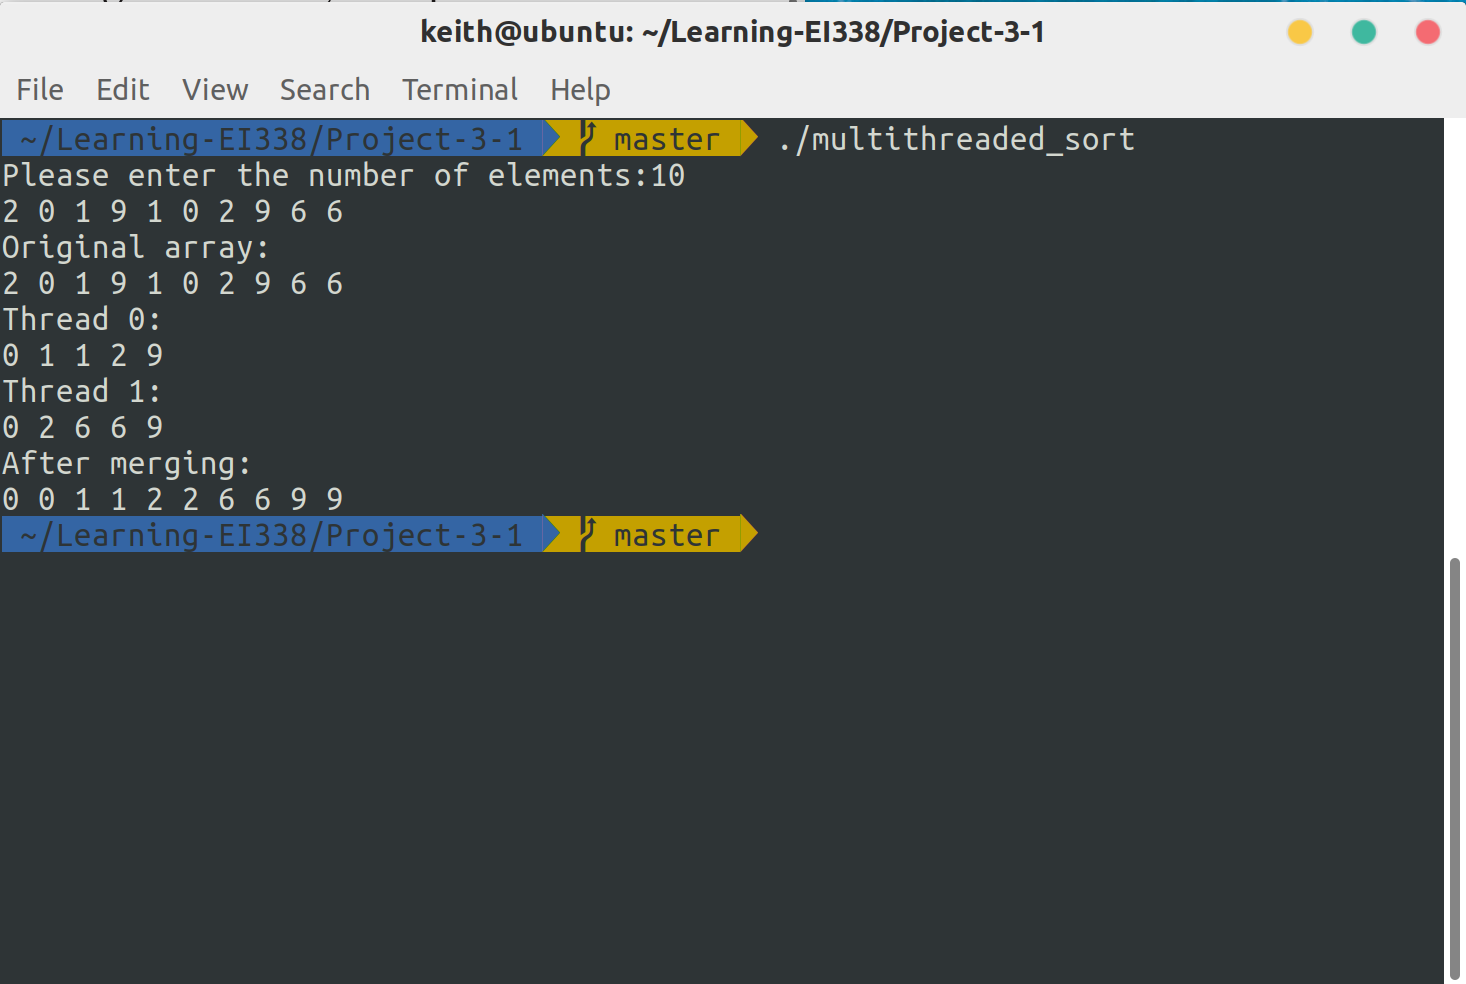 keith@ubuntu: ~/Learning-EI338/Project-3-1
File Edit View Search Terminal Help
~/Learning-EI338/Project-3-1 master ./multithreaded_sort
Please enter the number of elements:10
2 0 1 9 1 0 2 9 6 6
Original array:
2 0 1 9 1 0 2 9 6 6
Thread 0:
0 1 1 2 9
Thread 1:
0 2 6 6 9
After merging:
0 0 1 1 2 2 6 6 9 9
~/Learning-EI338/Project-3-1 master